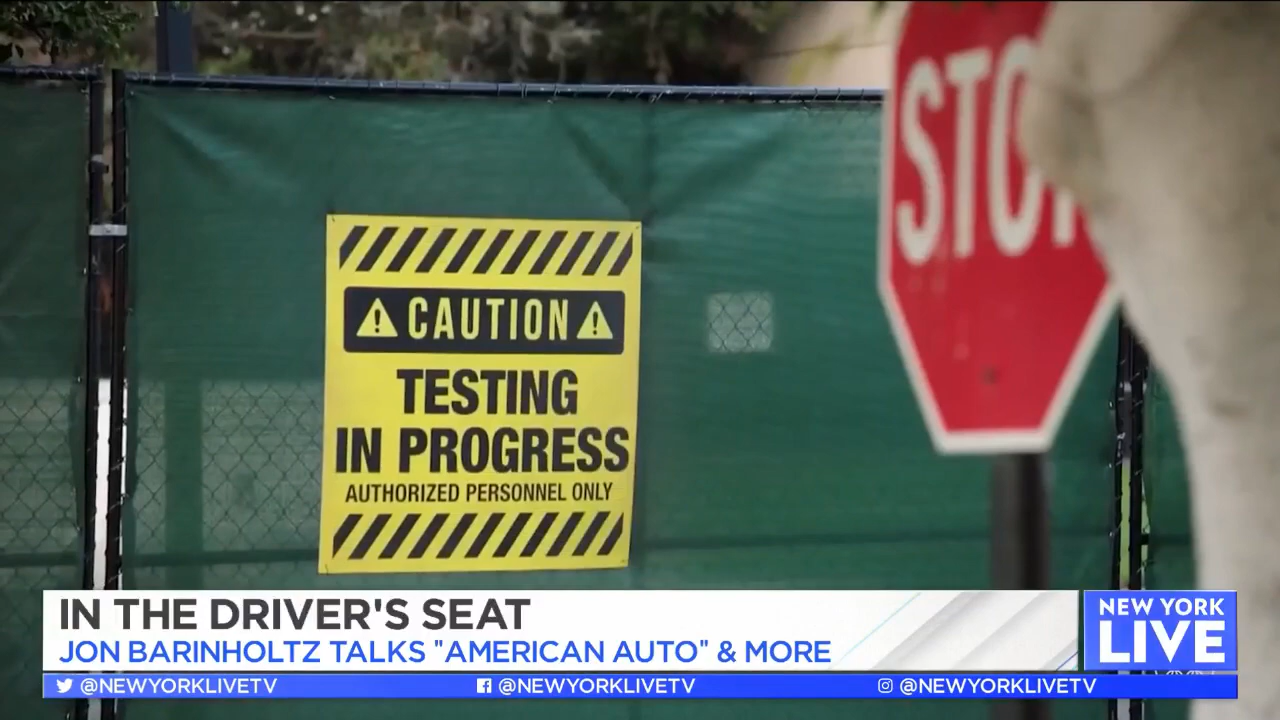 STO
CAUTION
TESTING
IN PROGRESS
AUTHORIZED PERSONNEL ONLY
IN THE DRIVER'S SEAT
JON BARINHOLTZ TALKS "AMERICAN AUTO" & MORE
NEW YORK
LIVE
@NEWYORKLIVETV @NEWYORKLIVETV @NEWYORKLIVETV